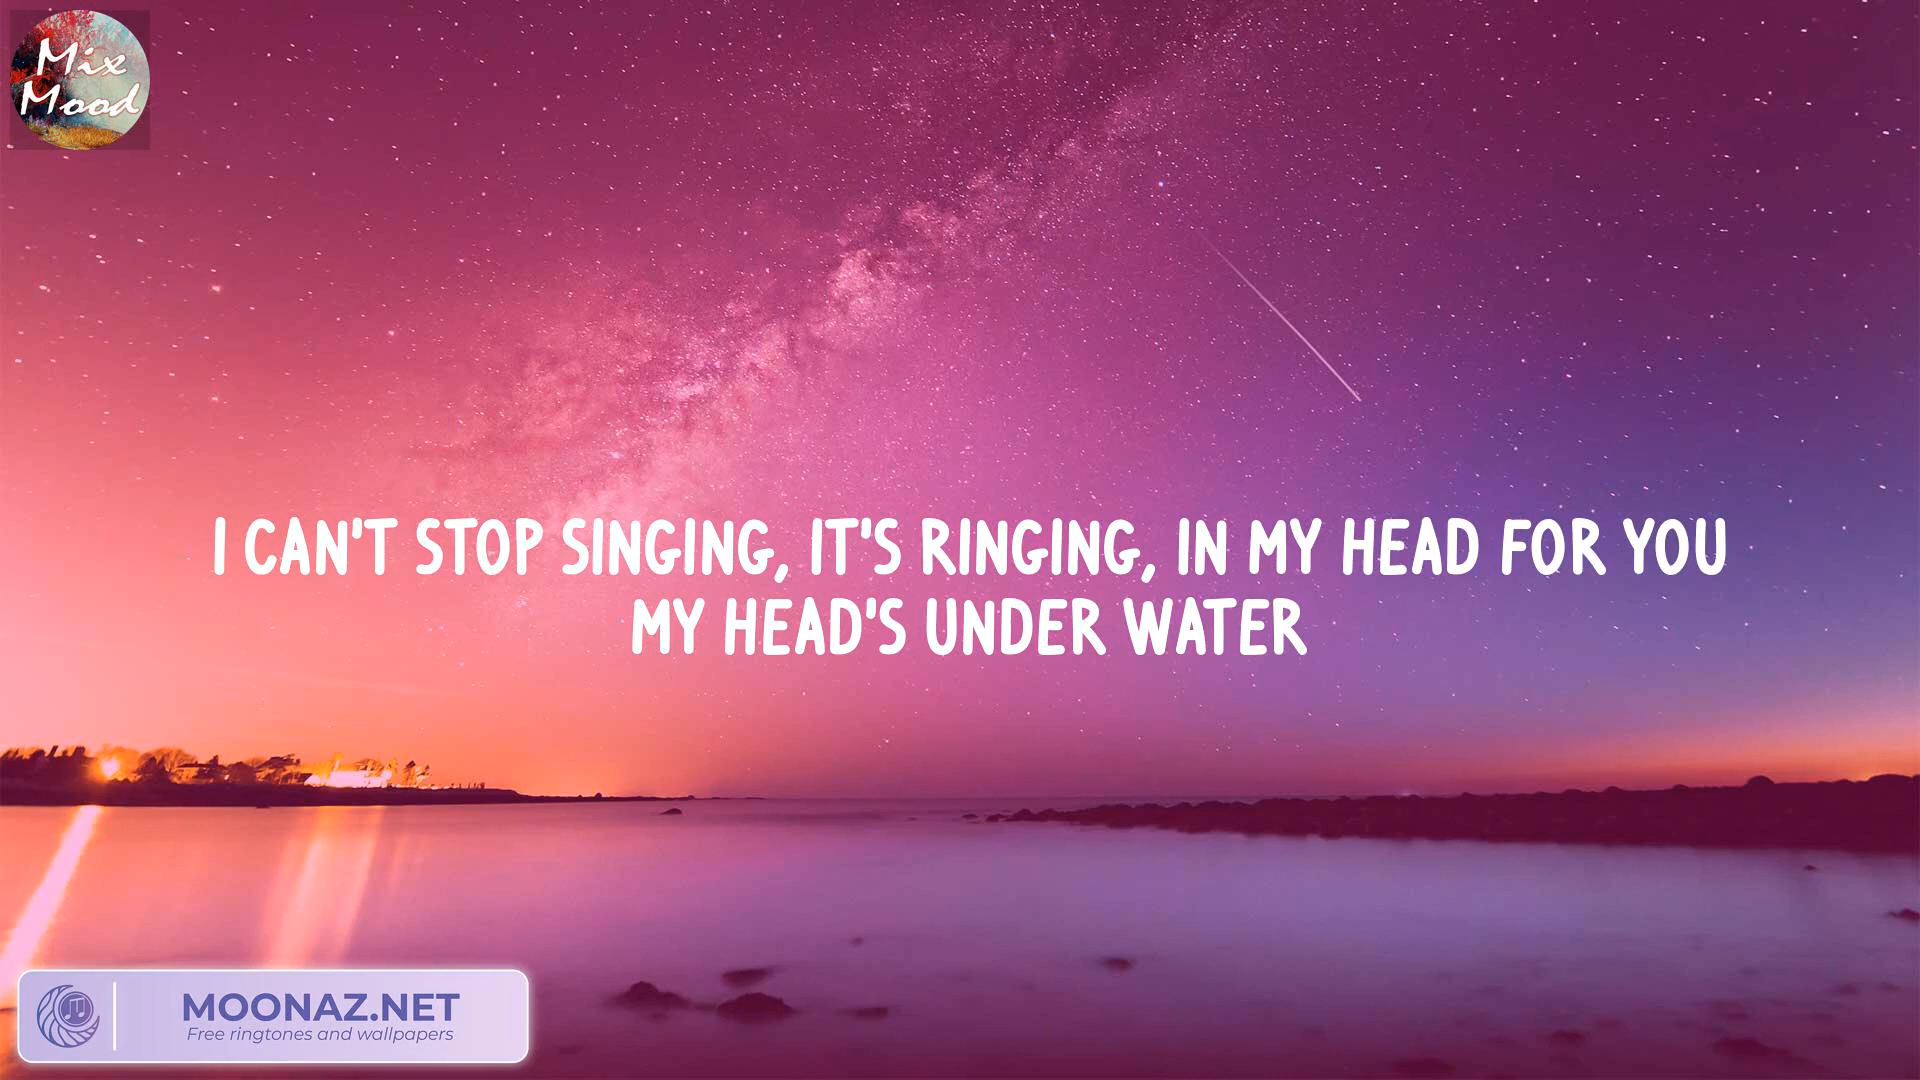 Mix
Mood
I CAN'T STOP SINGING, IT'S RINGING, IN MY HEAD FOR YOU
MY HEAD'S UNDER WATER
MOONAZ.NET
Free ringtones and wallpapers